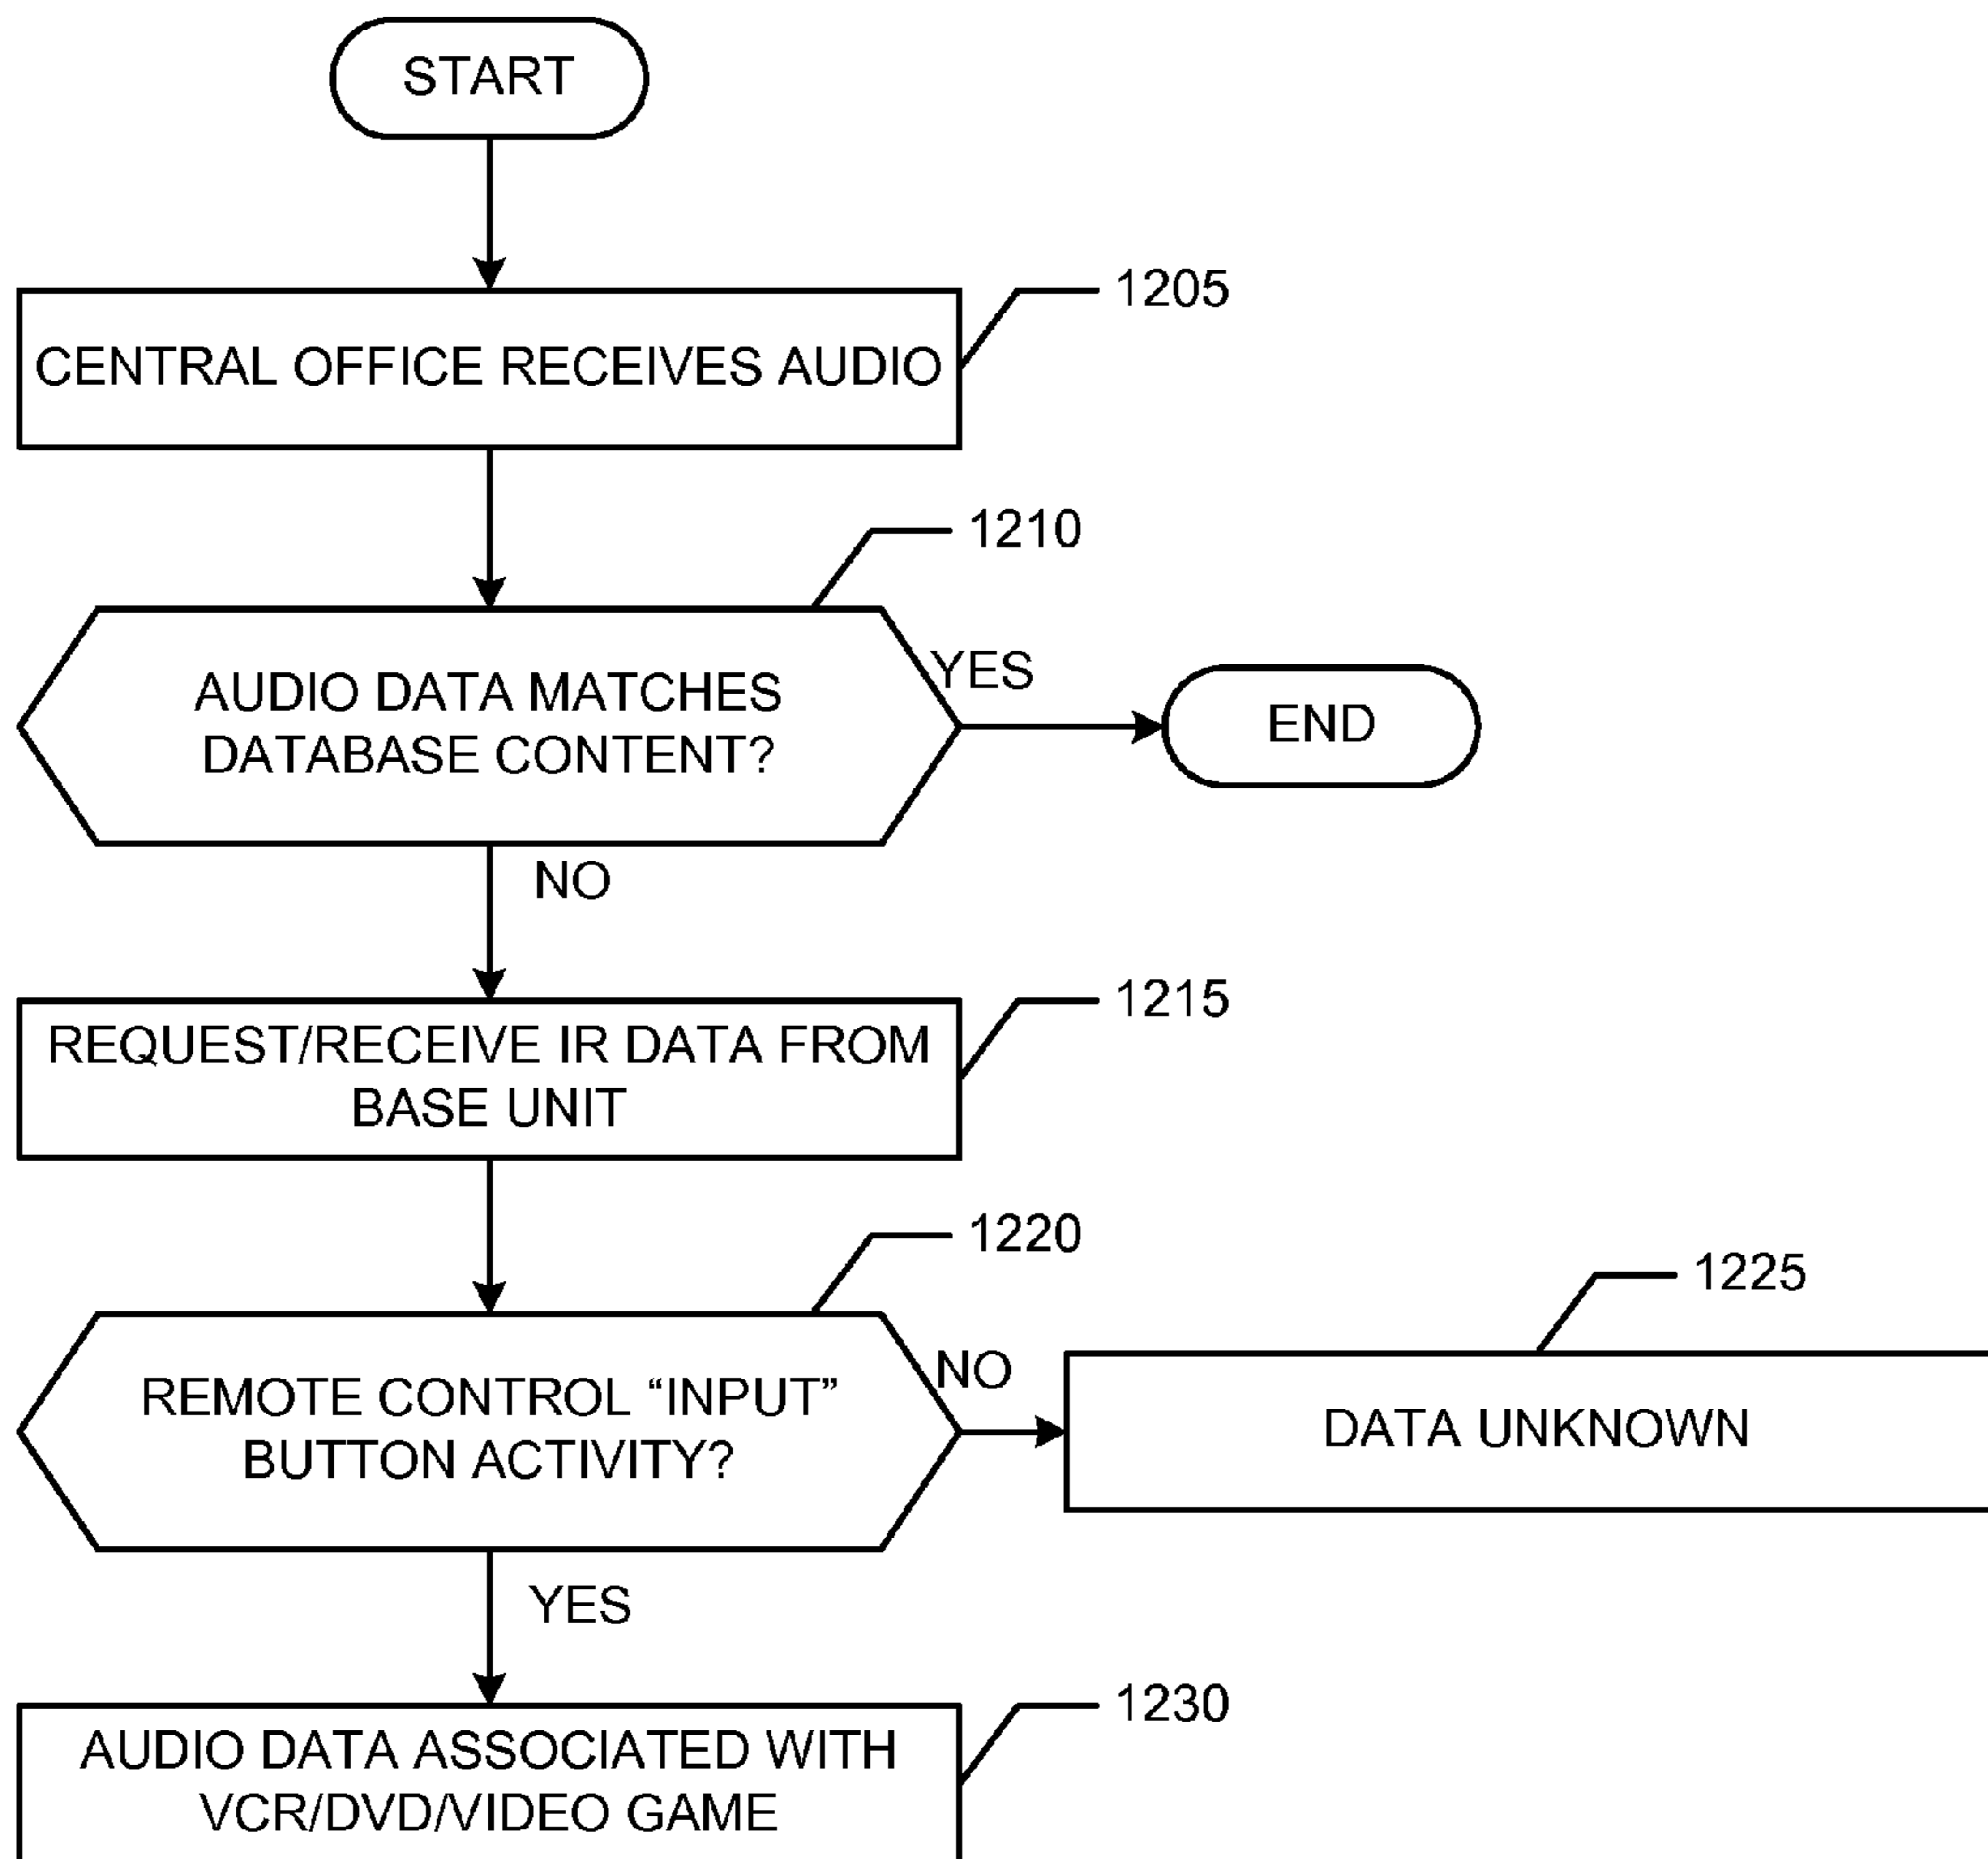 START
1205
CENTRAL OFFICE RECEIVES AUDIO
1210
AUDIO DATA MATCHES
DATABASE CONTENT?
YES
END
NO
1215
REQUEST/RECEIVE IR DATA FROM
BASE UNIT
1220
REMOTE CONTROL “INPUT”
BUTTON ACTIVITY?
NO
1225
DATA UNKNOWN
YES
1230
AUDIO DATA ASSOCIATED WITH
VCR/DVD/VIDEO GAME